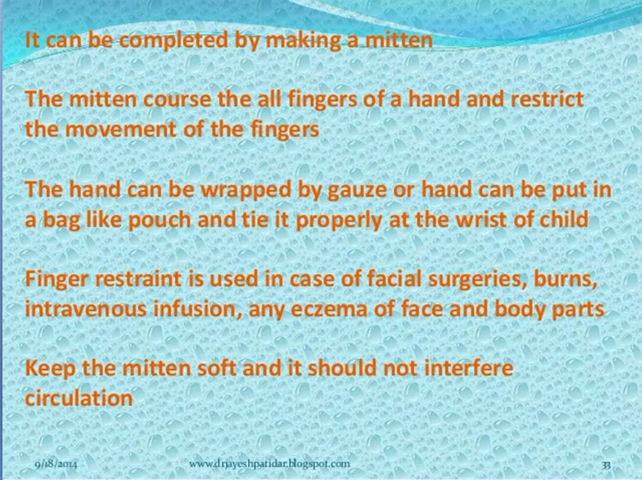 It can be completed by making a mitten
The mitten course the all fingers of a hand and restrict
the movement of the fingers
The hand can be wrapped by gauze or hand can be put in
a bag like pouch and tie it properly at the wrist of child
Finger restraint is used in case of facial surgeries, burns,
intravenous infusion, any eczema of face and body parts
Keep the mitten soft and it should not interfere
circulation
9/18/2014 www.drjayeshpatidar.blogspot.com 33